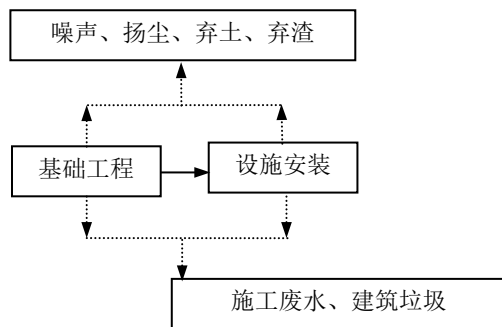 噪声、扬尘、弃土、弃渣
基础工程
设施安装
施工废水、建筑垃圾